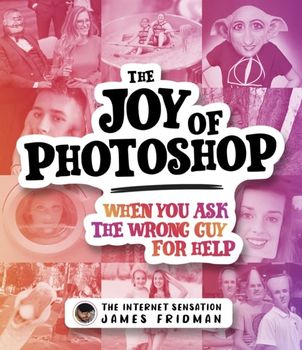 THE
JOY
OF
PHOTOSHOP
WHEN YOU ASK
THE WRONG GUY
FOR HELP
THE INTERNET SENSATION
JAMES FRIDMAN